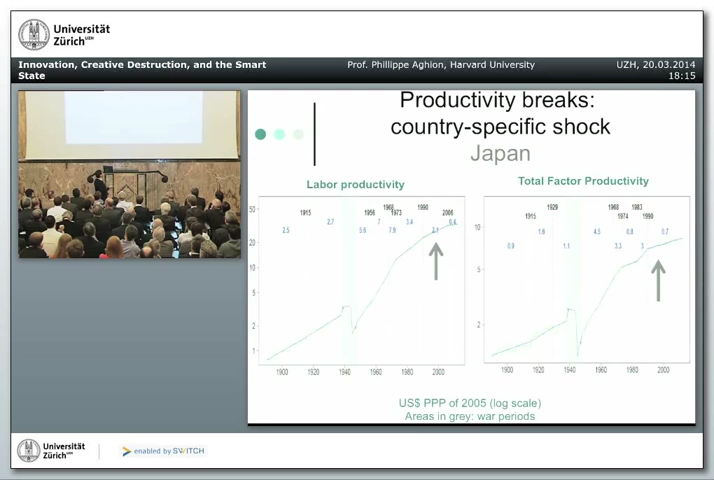 Universität
Zürich UZH
Innovation, Creative Destruction, and the Smart
State
Prof. Phillippe Aghion, Harvard University
UZH, 20.03.2014
18:15
Productivity breaks:
country-specific shock
Japan
Labor productivity
Total Factor Productivity
1915 1956 1968 1973 1990 2006
2.5 2.7 5.6 7 7.9 3.4 2.1 0.4
50
20
10
5
2
1
1900 1920 1940 1960 1980 2000
1915 1929 1968 1974 1983 1990
0.9 1.6 1.1 4.5 3.3 0.8 3 0.7
10
5
2
1900 1920 1940 1960 1980 2000
US$ PPP of 2005 (log scale)
Areas in grey: war periods
Universität
Zürich UZH
enabled by SWITCH